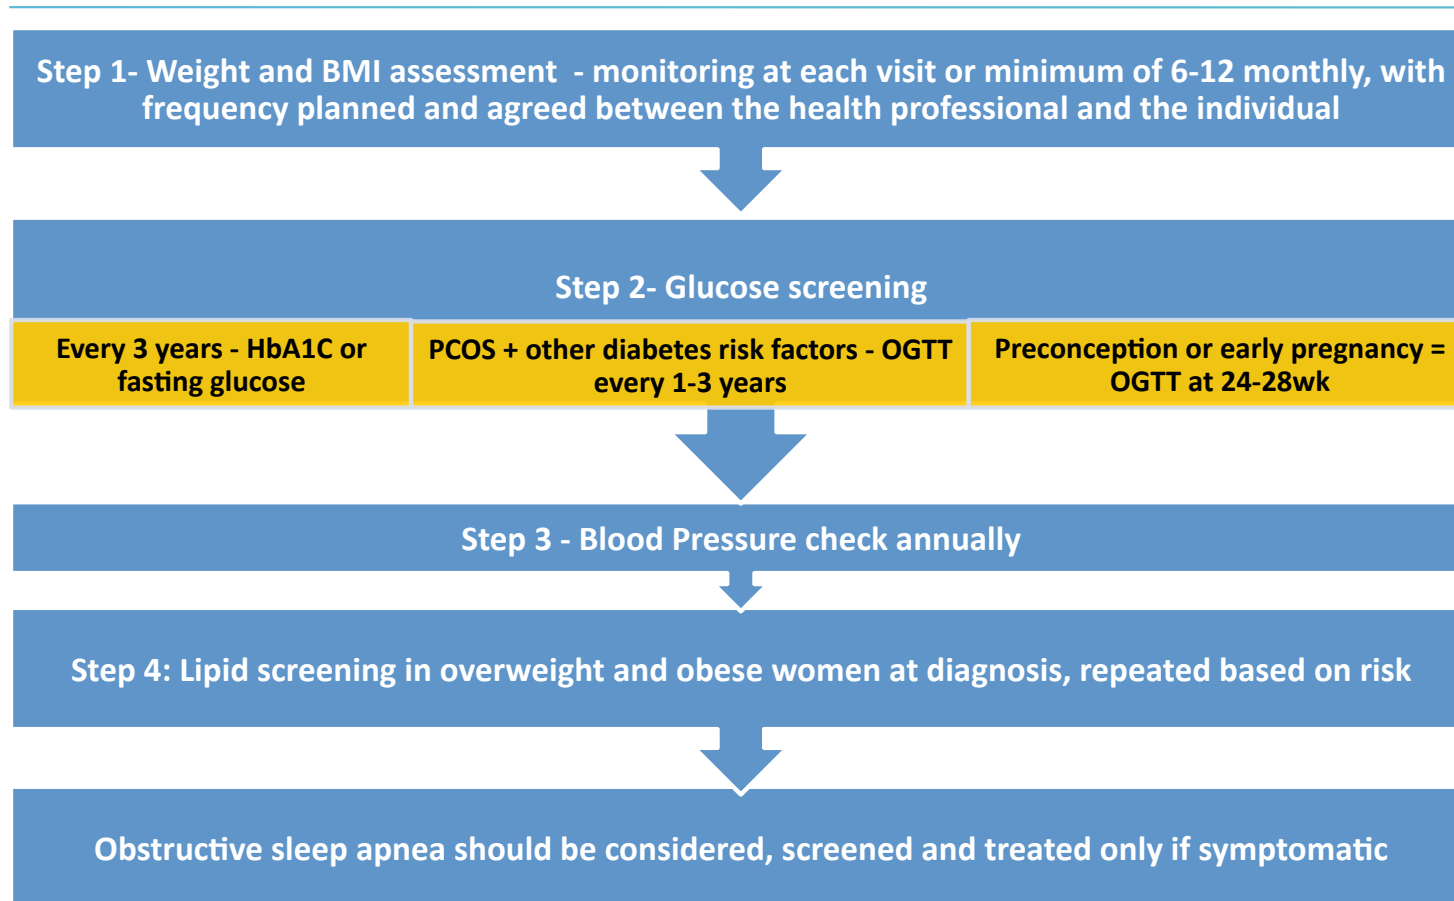 Step 1- Weight and BMI assessment  - monitoring at each visit or minimum of 6-12 monthly, with
frequency planned and agreed between the health professional and the individual
Step 2- Glucose screening
Every 3 years - HbA1C or
fasting glucose
PCOS + other diabetes risk factors - OGTT
every 1-3 years
Preconception or early pregnancy =
OGTT at 24-28wk
Step 3 - Blood Pressure check annually
Step 4: Lipid screening in overweight and obese women at diagnosis, repeated based on risk
Obstructive sleep apnea should be considered, screened and treated only if symptomatic